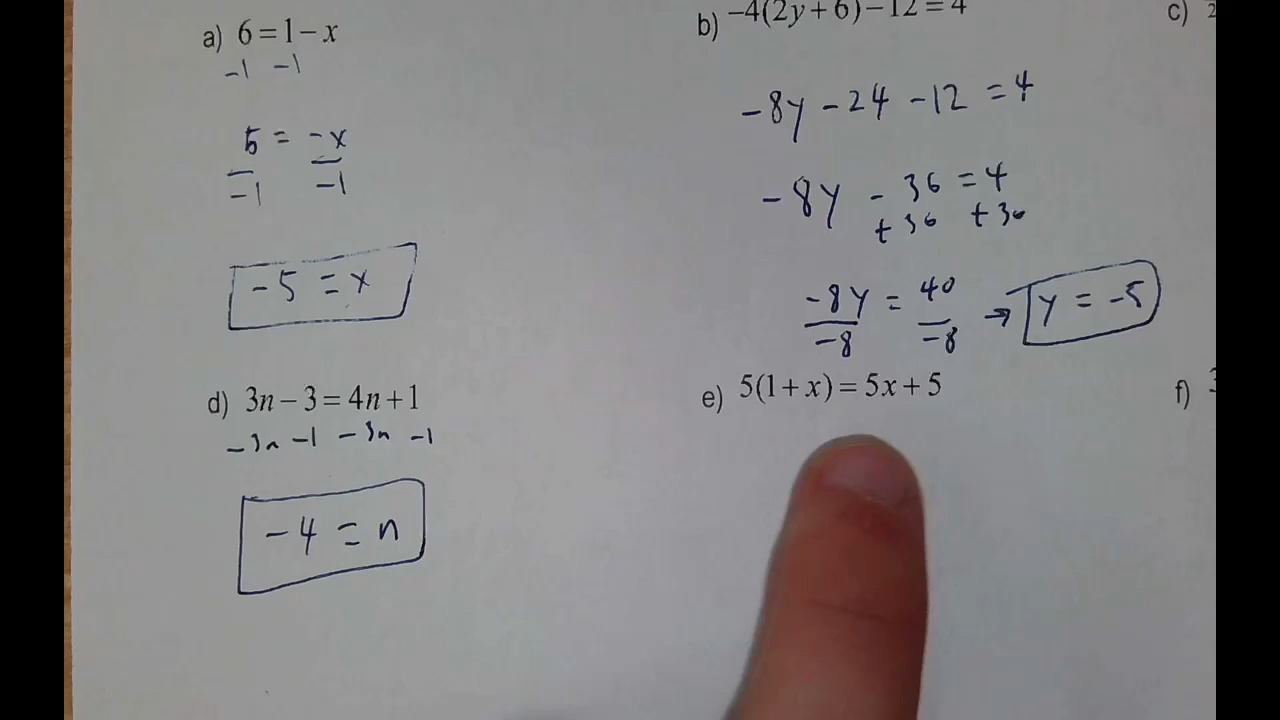 a) 6 = 1 − x
-1 -1
5 = -x
-1 -1
-5 = x
b) −4(2y + 6) − 12 = 4
-8y - 24 - 12 = 4
-8y - 36 = 4
+36 +36
-8y = 40 → y = -5
-8 -8
c) 2
d) 3n − 3 = 4n + 1
-3n -1 -3n -1
-4 = n
e) 5(1 + x) = 5x + 5
f) 3